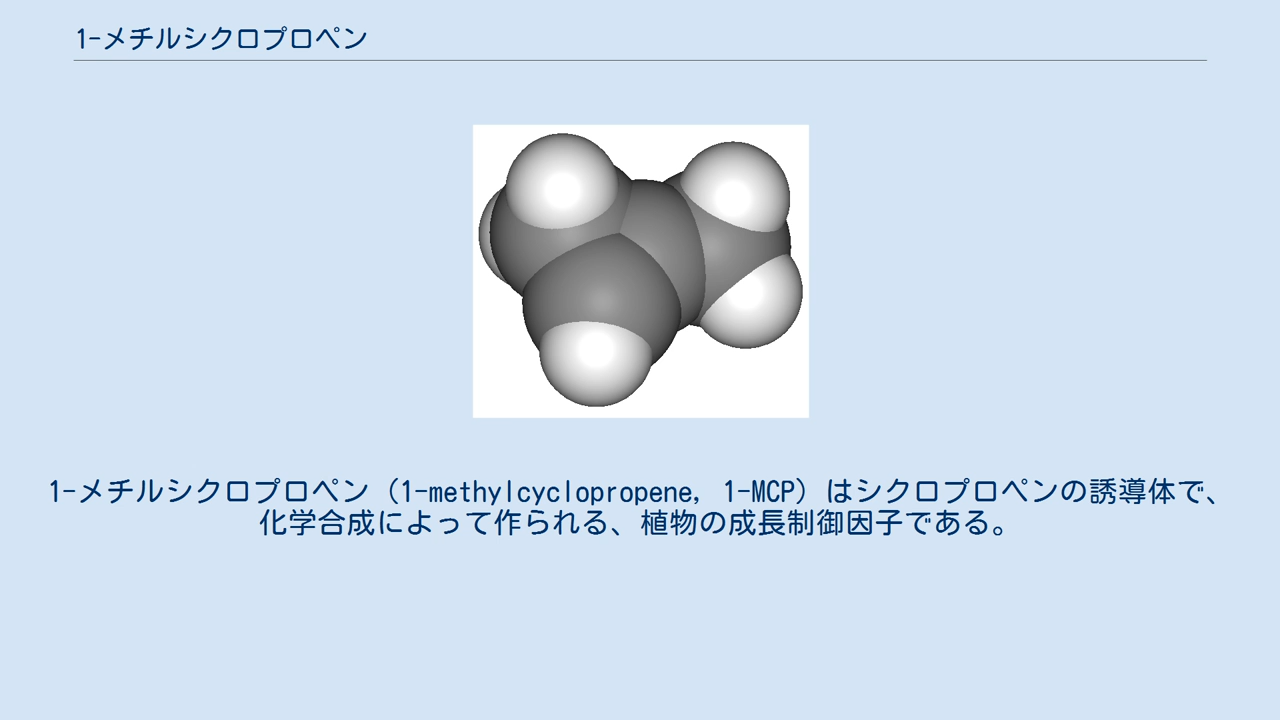 1-メチルシクロプロペン
1-メチルシクロプロペン（1-methylcyclopropene, 1-MCP）はシクロプロペンの誘導体で、
化学合成によって作られる、植物の成長制御因子である。